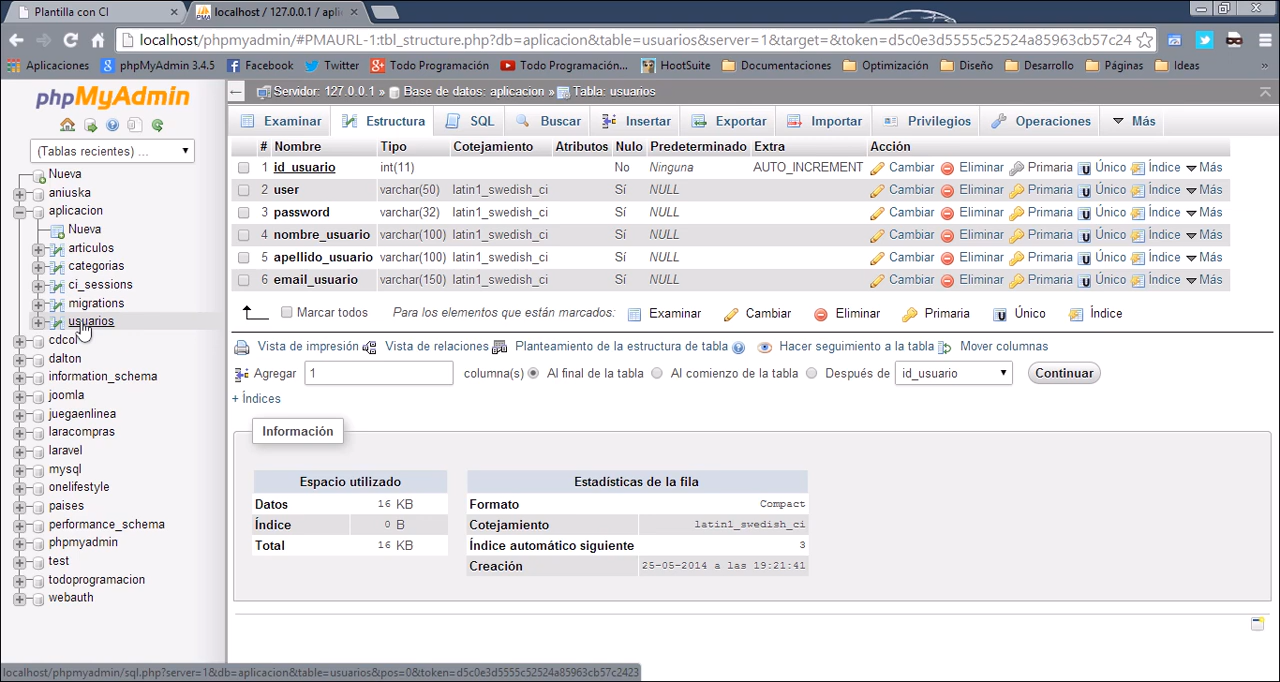 Plantilla con CI
localhost / 127.0.0.1 / apli
localhost/phpmyadmin/#PMAURL-1:tbl_structure.php?db=aplicacion&table=usuarios&server=1&target=&token=d5c0e3d5555c52524a85963cb57c24
Aplicaciones phpMyAdmin 3.4.5 Facebook Twitter Todo Programación Todo Programación... HootSuite Documentaciones Optimización Diseño Desarrollo Páginas Ideas »
phpMyAdmin
(Tablas recientes) ...
Nueva
aniuska
aplicacion
Nueva
articulos
categorias
ci_sessions
migrations
usuarios
cdcol
dalton
information_schema
joomla
juegaenlinea
laracompras
laravel
mysql
onelifestyle
paises
performance_schema
phpmyadmin
test
todoprogramacion
webauth
Servidor: 127.0.0.1 » Base de datos: aplicacion » Tabla: usuarios
Examinar Estructura SQL Buscar Insertar Exportar Importar Privilegios Operaciones Más
# Nombre Tipo Cotejamiento Atributos Nulo Predeterminado Extra Acción
1 id_usuario int(11) No Ninguna AUTO_INCREMENT Cambiar Eliminar Primaria Único Índice Más
2 user varchar(50) latin1_swedish_ci Sí NULL Cambiar Eliminar Primaria Único Índice Más
3 password varchar(32) latin1_swedish_ci Sí NULL Cambiar Eliminar Primaria Único Índice Más
4 nombre_usuario varchar(100) latin1_swedish_ci Sí NULL Cambiar Eliminar Primaria Único Índice Más
5 apellido_usuario varchar(100) latin1_swedish_ci Sí NULL Cambiar Eliminar Primaria Único Índice Más
6 email_usuario varchar(150) latin1_swedish_ci Sí NULL Cambiar Eliminar Primaria Único Índice Más
Marcar todos Para los elementos que están marcados: Examinar Cambiar Eliminar Primaria Único Índice
Vista de impresión Vista de relaciones Planteamiento de la estructura de tabla Hacer seguimiento a la tabla Mover columnas
Agregar 1 columna(s) Al final de la tabla Al comienzo de la tabla Después de id_usuario Continuar
+ Índices
Información
Espacio utilizado
Datos 16 KB
Índice 0 B
Total 16 KB
Estadísticas de la fila
Formato Compact
Cotejamiento latin1_swedish_ci
Índice automático siguiente 3
Creación 25-05-2014 a las 19:21:41
localhost/phpmyadmin/sql.php?server=1&db=aplicacion&table=usuarios&pos=0&token=d5c0e3d5555c52524a85963cb57c2423